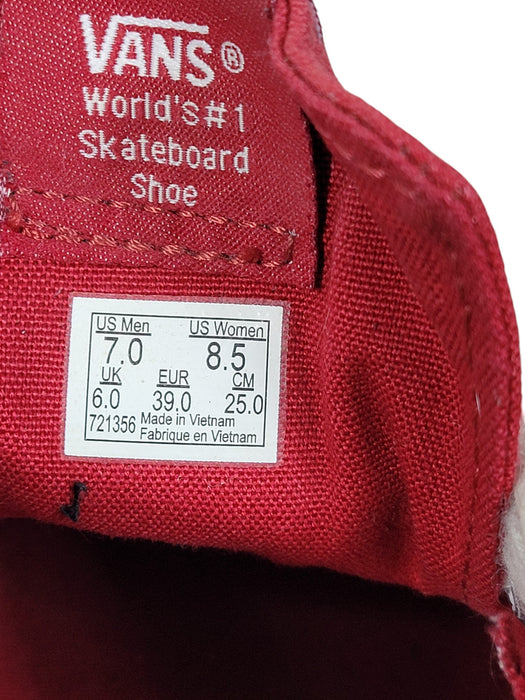 VANS®
World's #1
Skateboard
Shoe
US Men US Women
7.0 8.5
UK EUR CM
6.0 39.0 25.0
721356 Made in Vietnam
Fabrique en Vietnam